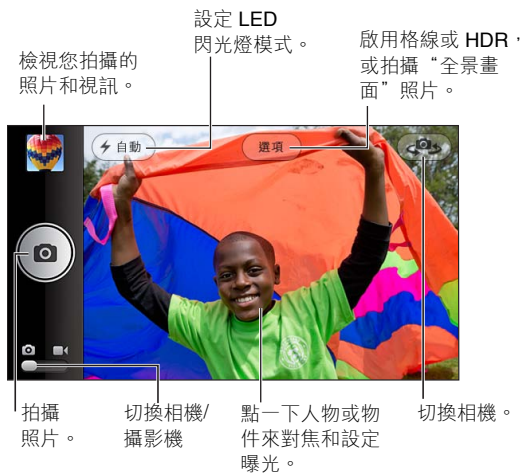 設定 LED
閃光燈模式。
啟用格線或 HDR，
或拍攝“全景畫
面”照片。
檢視您拍攝的
照片和視訊。
自動
選項
拍攝
照片。
切換相機/
攝影機
點一下人物或物
件來對焦和設定
曝光。
切換相機。